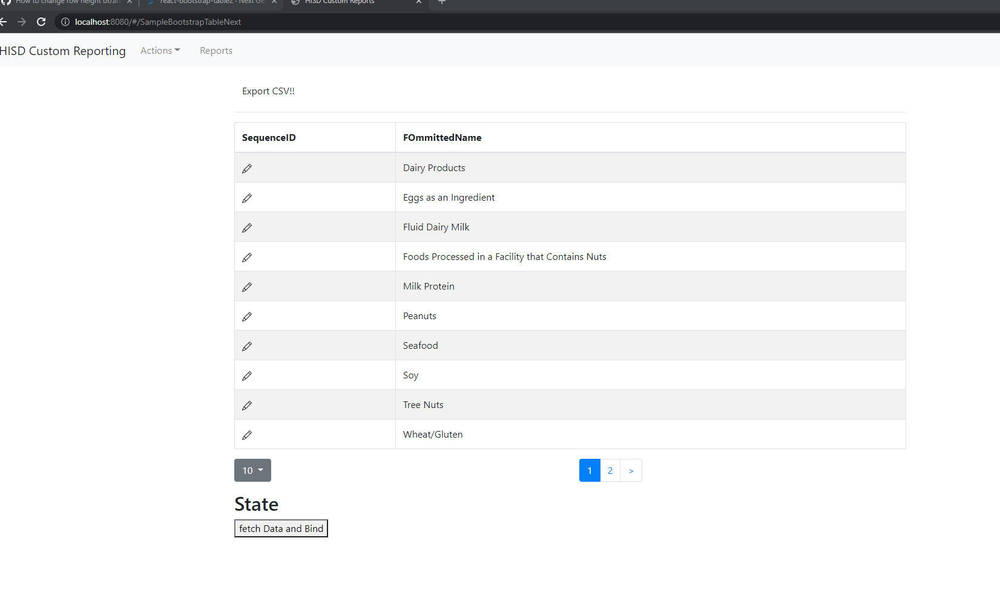 How to change row height or/an
react-bootstrap-table2 · Next Ge
HISD Custom Reports
localhost:8080/#/SampleBootstrapTableNext
HISD Custom Reporting Actions Reports
Export CSV!!
SequenceID FOmmittedName
Dairy Products
Eggs as an Ingredient
Fluid Dairy Milk
Foods Processed in a Facility that Contains Nuts
Milk Protein
Peanuts
Seafood
Soy
Tree Nuts
Wheat/Gluten
10 1 2 >
State
fetch Data and Bind